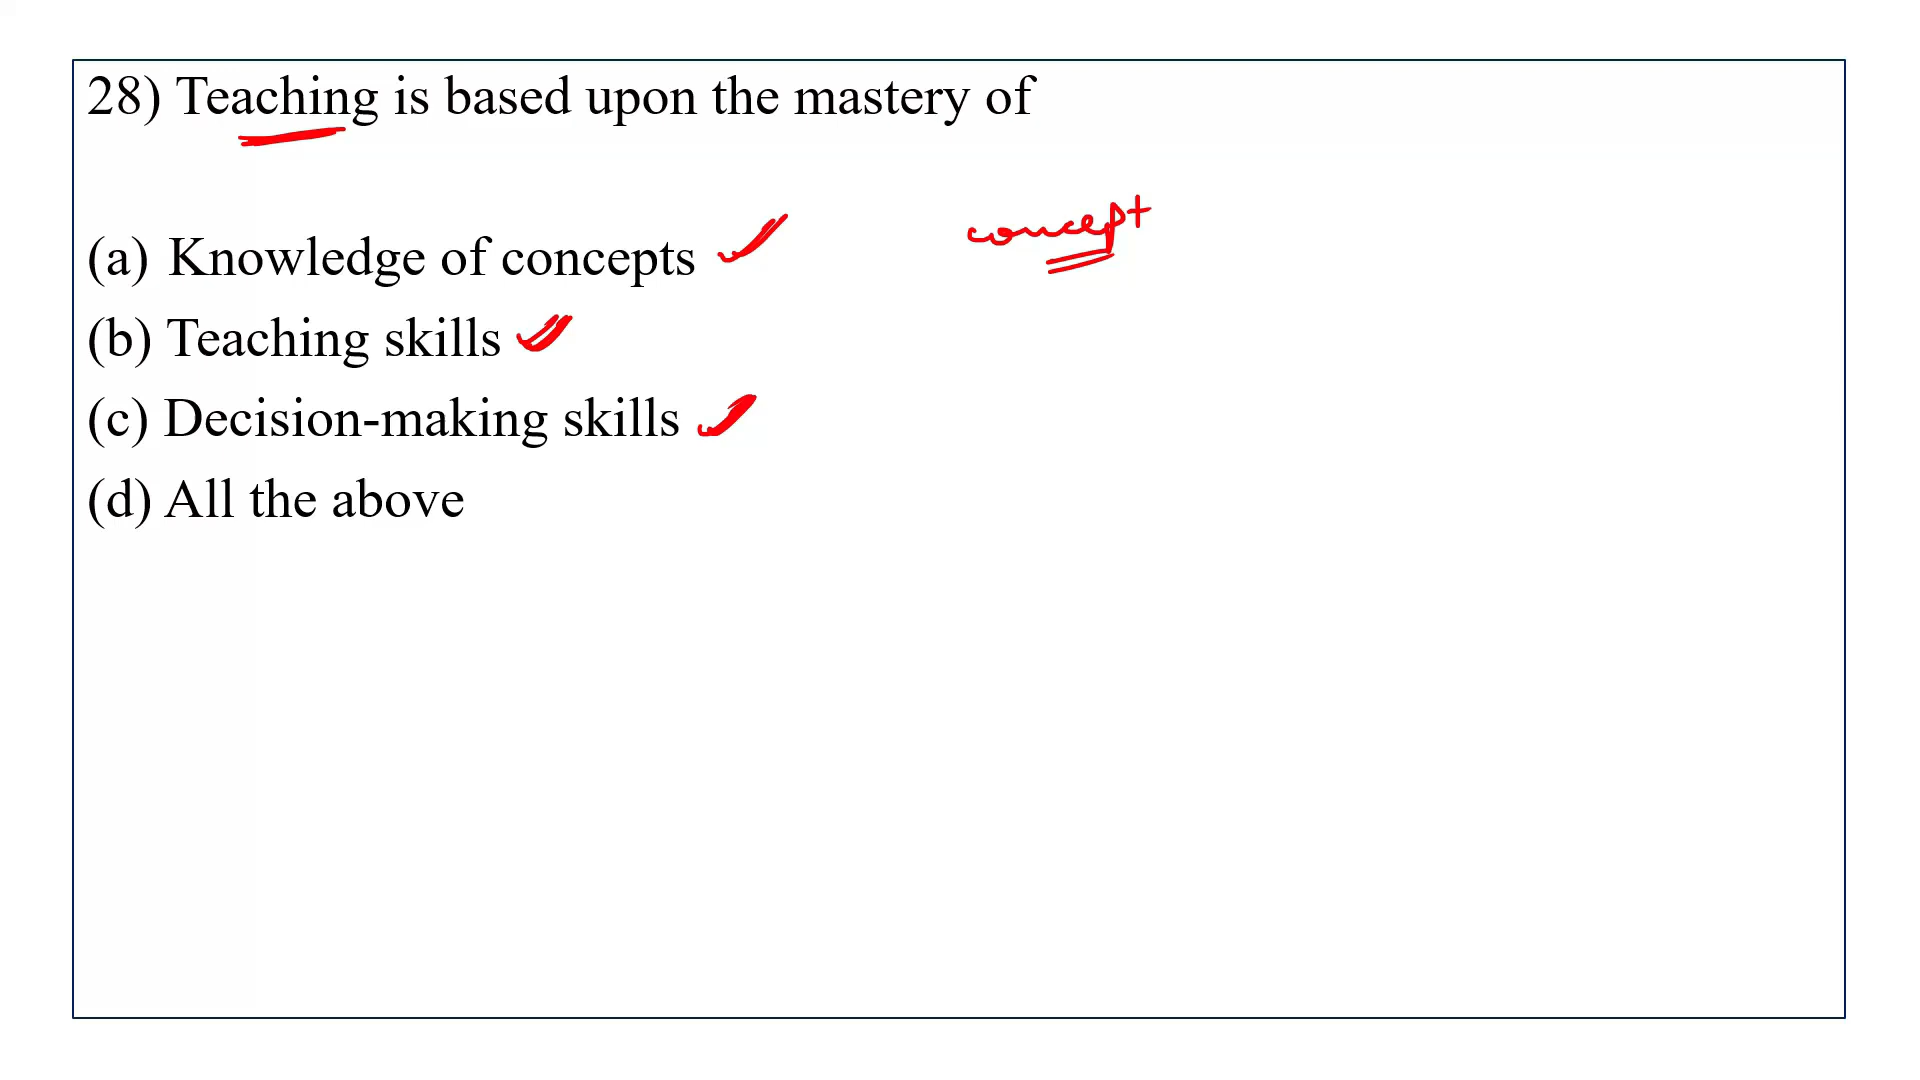 28) Teaching is based upon the mastery of
concept
(a) Knowledge of concepts
(b) Teaching skills
(c) Decision-making skills
(d) All the above